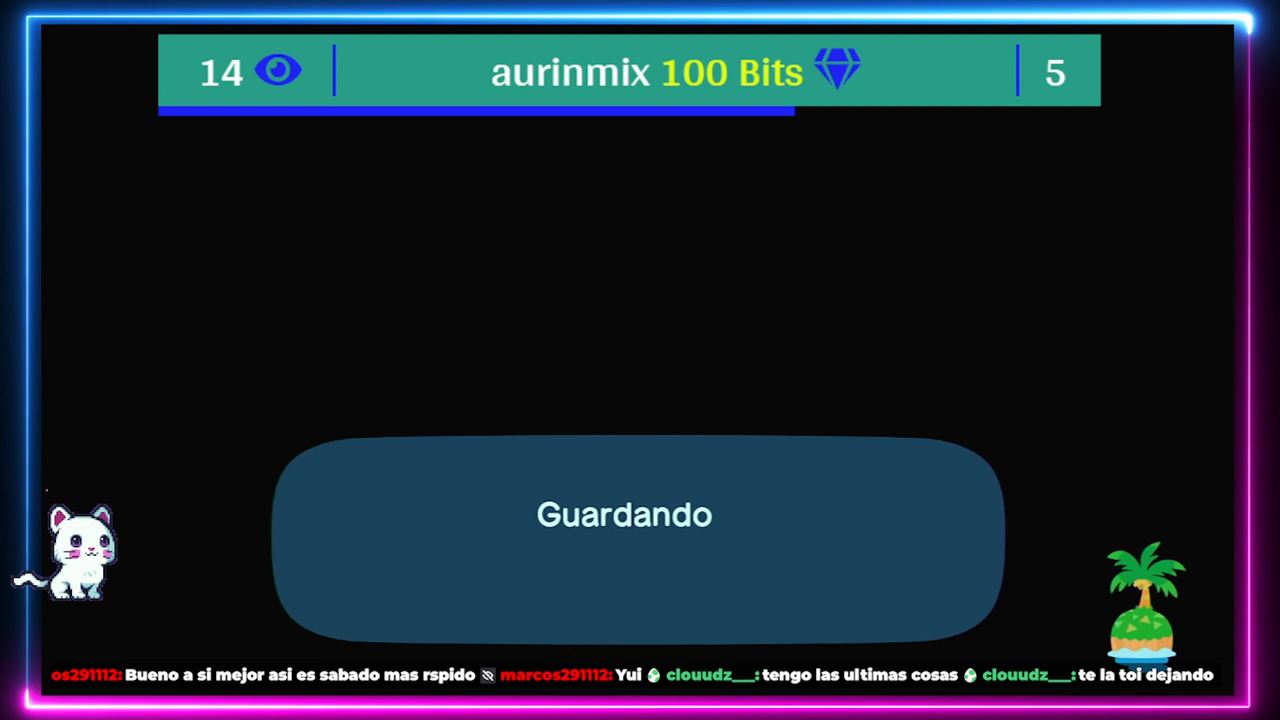 14 aurinmix 100 Bits 5
Guardando
os291112: Bueno a si mejor asi es sabado mas rspido marcos291112: Yui clouudz___: tengo las ultimas cosas clouudz___: te la toi dejando